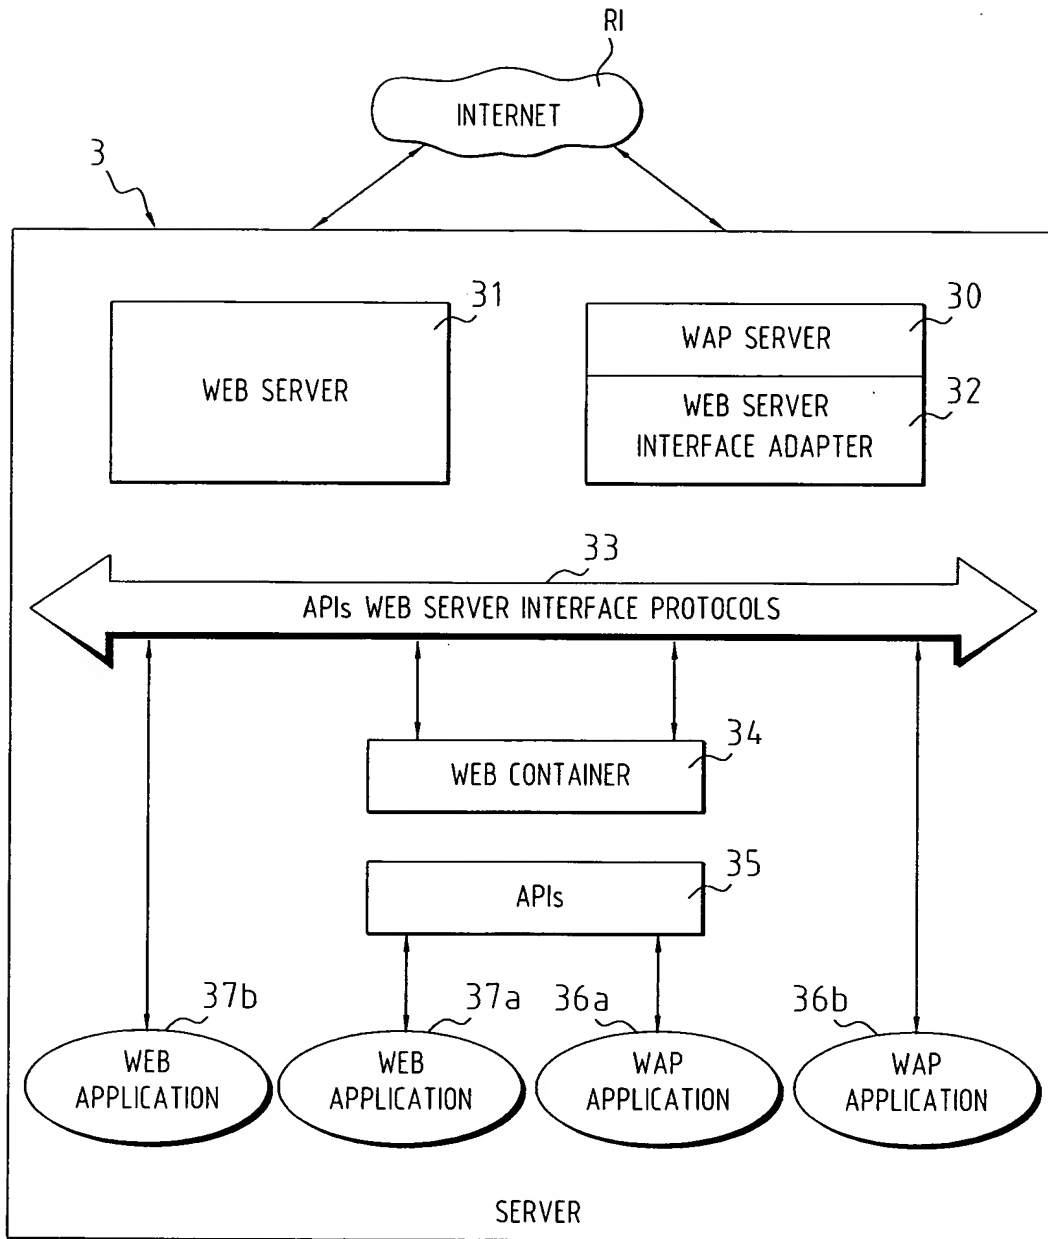 RI
INTERNET
3
31
30
WEB SERVER
WAP SERVER
32
WEB SERVER
INTERFACE ADAPTER
33
APIs WEB SERVER INTERFACE PROTOCOLS
34
WEB CONTAINER
35
APIs
37b
37a
36a
36b
WEB
APPLICATION
WEB
APPLICATION
WAP
APPLICATION
WAP
APPLICATION
SERVER